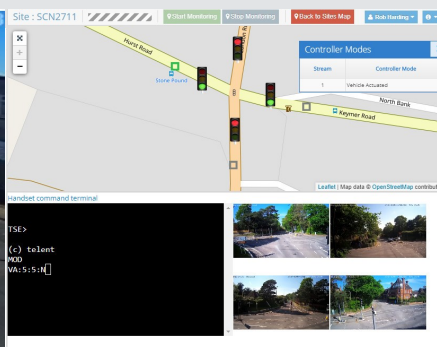 Site : SCN2711
Start Monitoring
Stop Monitoring
Back to Sites Map
Rob Harding
Hurst Road
Stone Pound
B
Controller Modes
Stream
Controller Mode
1
Vehicle Actuated
North Bank
Keymer Road
Leaflet | Map data © OpenStreetMap contribut
Handset command terminal
TSE>
(c) telent
MOD
VA:5:5:N